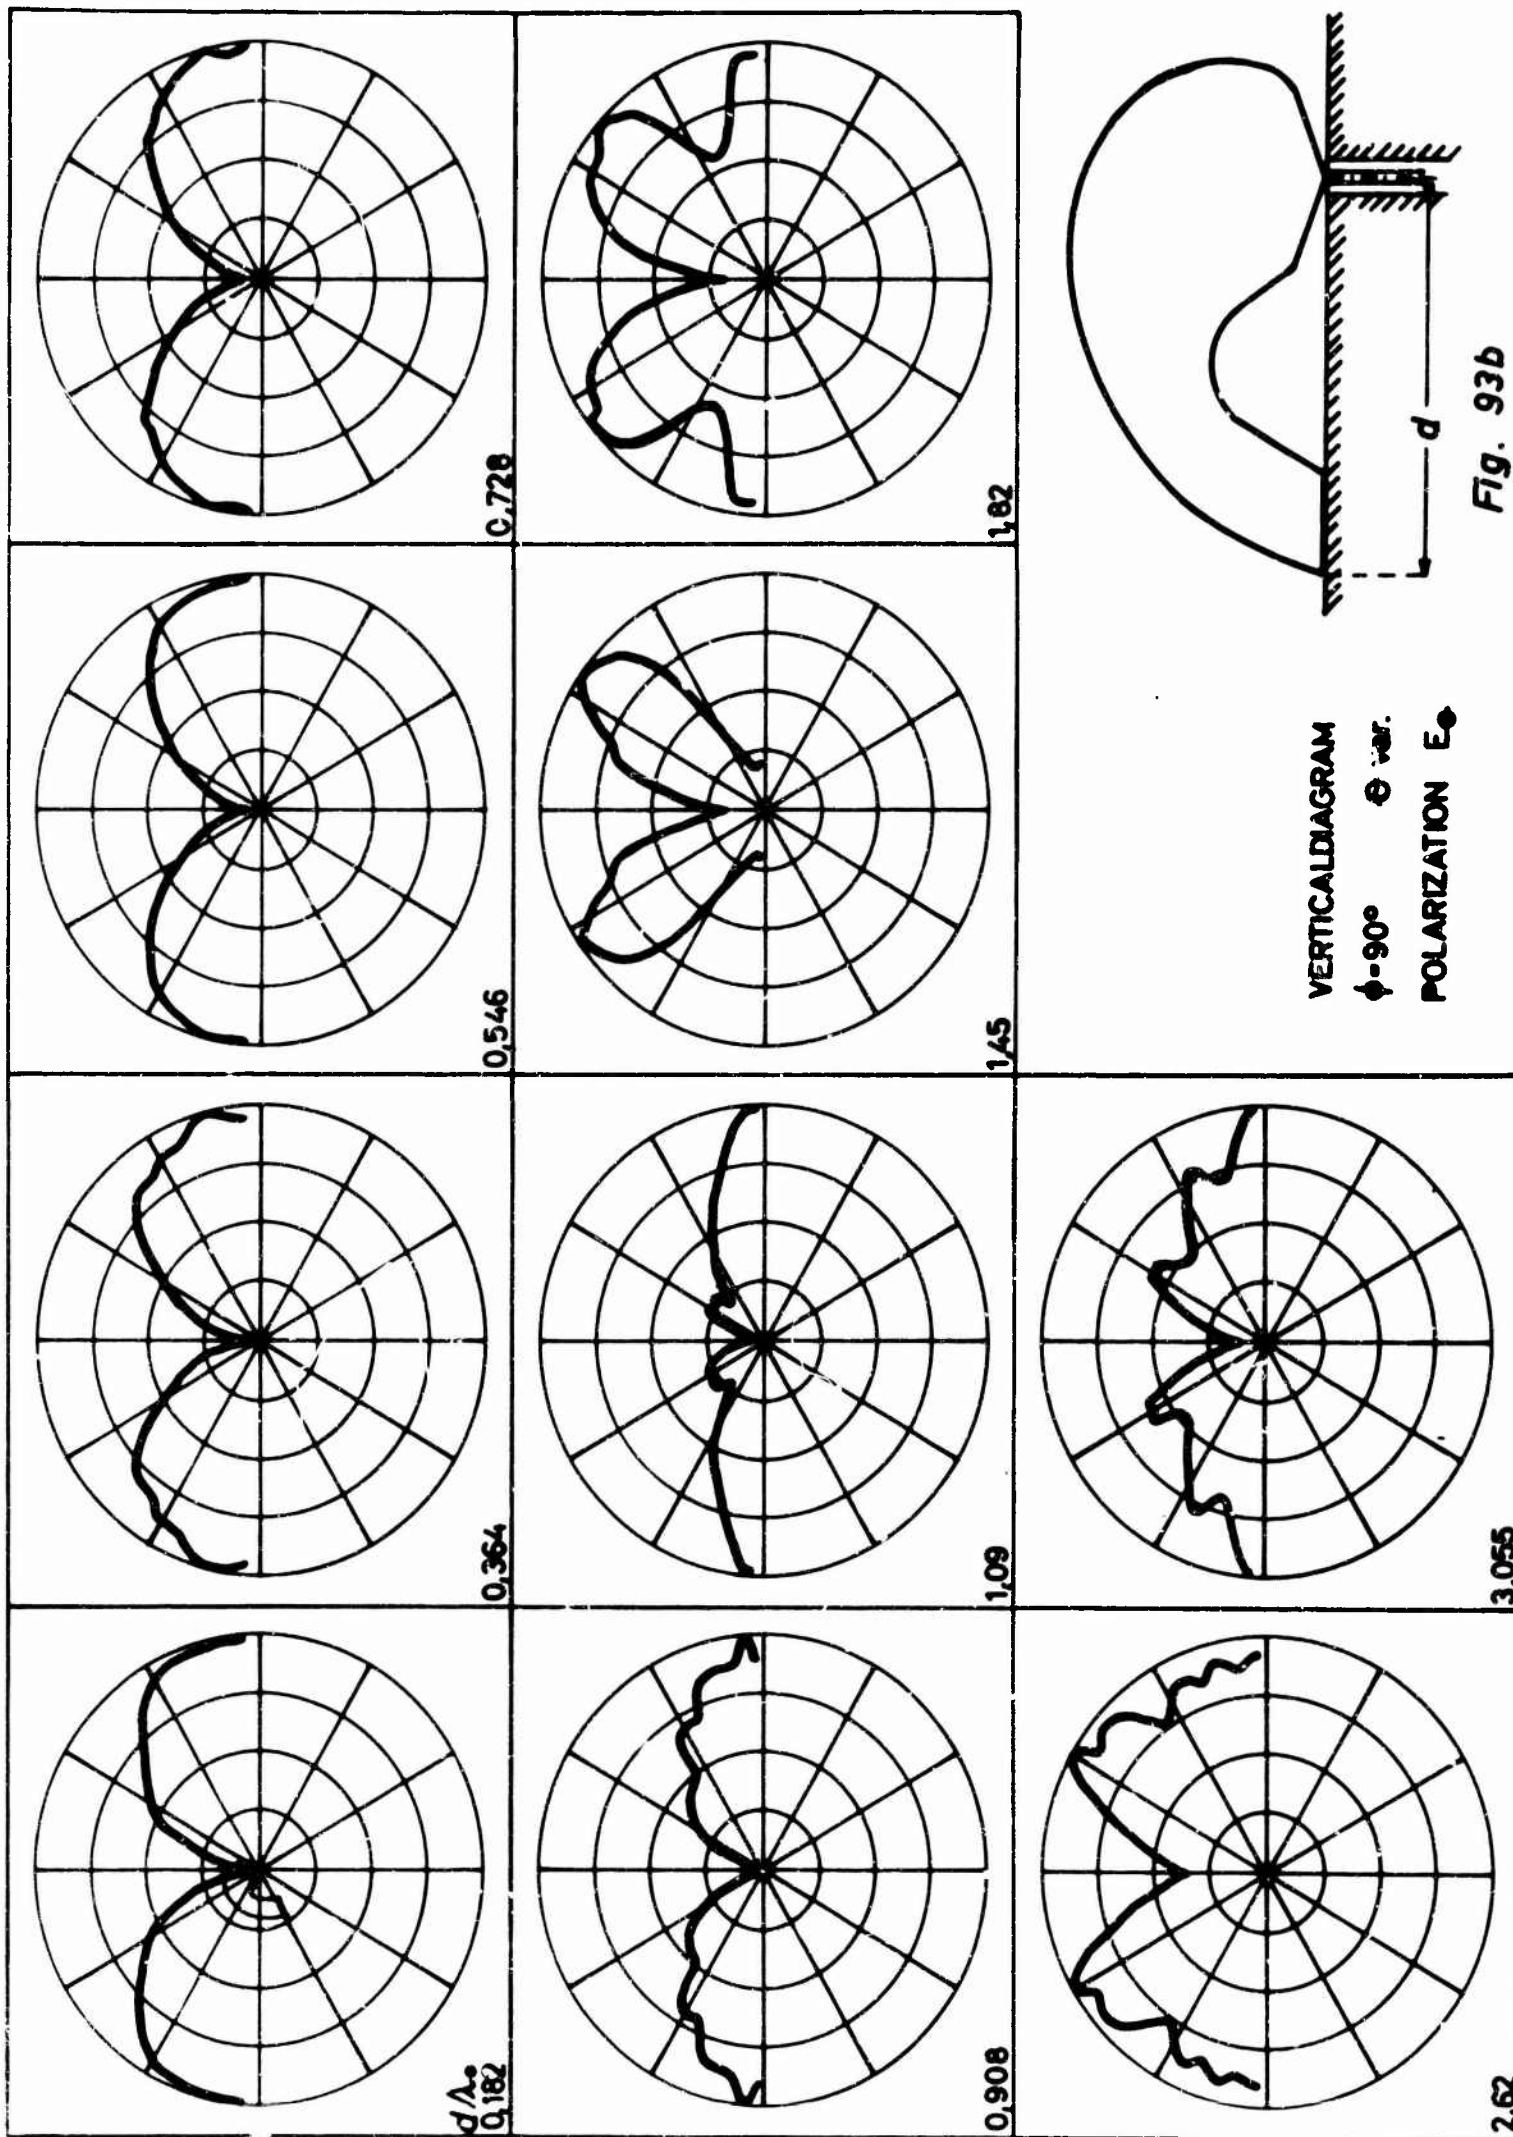 d/λ₀
0,182
0,364
0,546
0,728
0,908
1,09
1,45
1,82
2,62
3,055
VERTICALDIAGRAM
ϕ=90° Θ var.
POLARIZATION
d
Fig. 93b